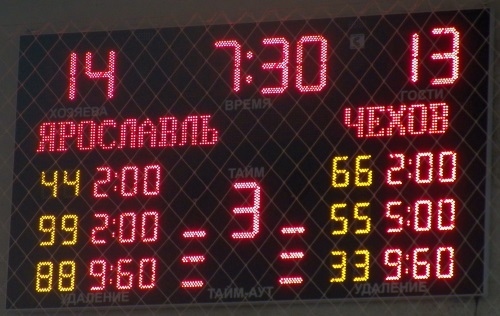 14 7:30 13
ХОЗЯЕВА ВРЕМЯ ГОСТИ
ЯРОСЛАВЛЬ ЧЕХОВ
ТАЙМ
44 2:00 3 66 2:00
99 2:00 55 5:00
88 9:60 33 9:60
УДАЛЕНИЕ ТАЙМ-АУТ УДАЛЕНИЕ